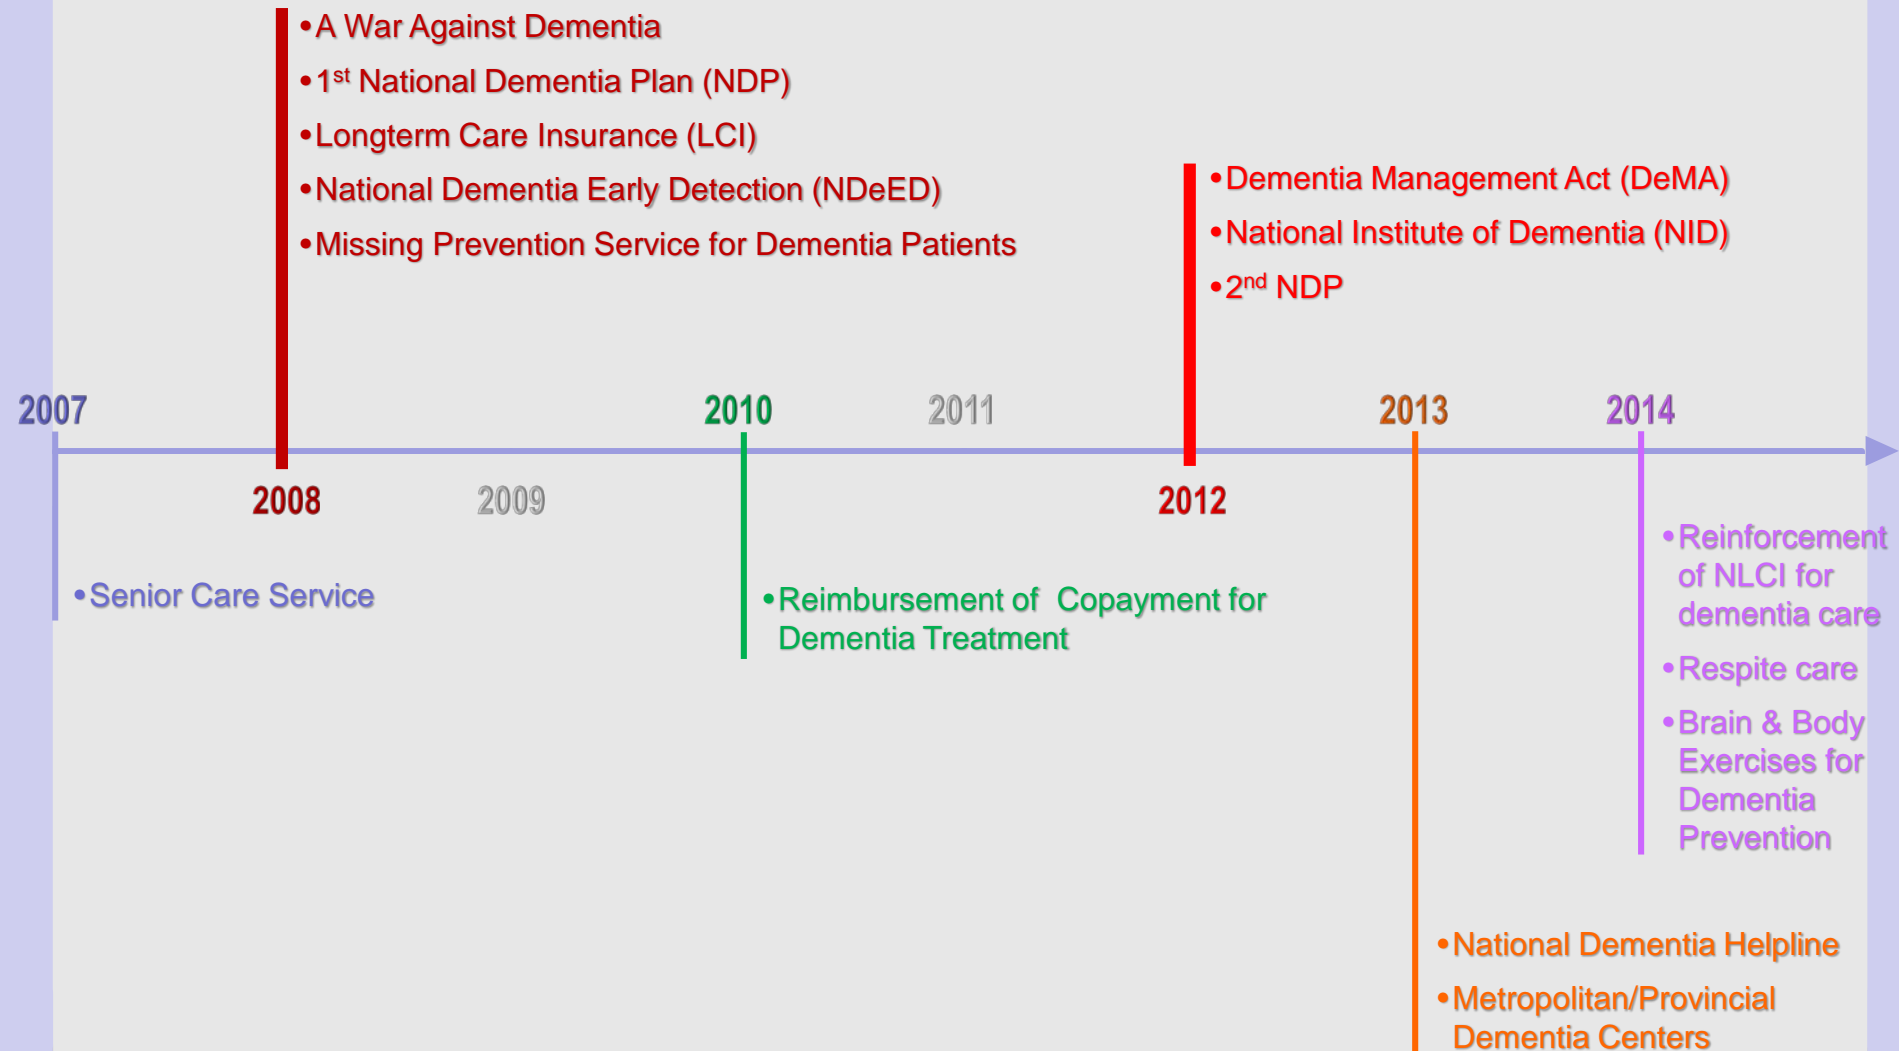 •A War Against Dementia
•1st National Dementia Plan (NDP)
•Longterm Care Insurance (LCI)
•National Dementia Early Detection (NDeED)
•Missing Prevention Service for Dementia Patients
•Dementia Management Act (DeMA)
•National Institute of Dementia (NID)
•2nd NDP
2007
2010
2011
2013
2014
2008
2009
2012
•Senior Care Service
•Reimbursement of  Copayment for
Dementia Treatment
•Reinforcement
of NLCI for
dementia care
•Respite care
•Brain & Body
Exercises for
Dementia
Prevention
•National Dementia Helpline
•Metropolitan/Provincial
Dementia Centers